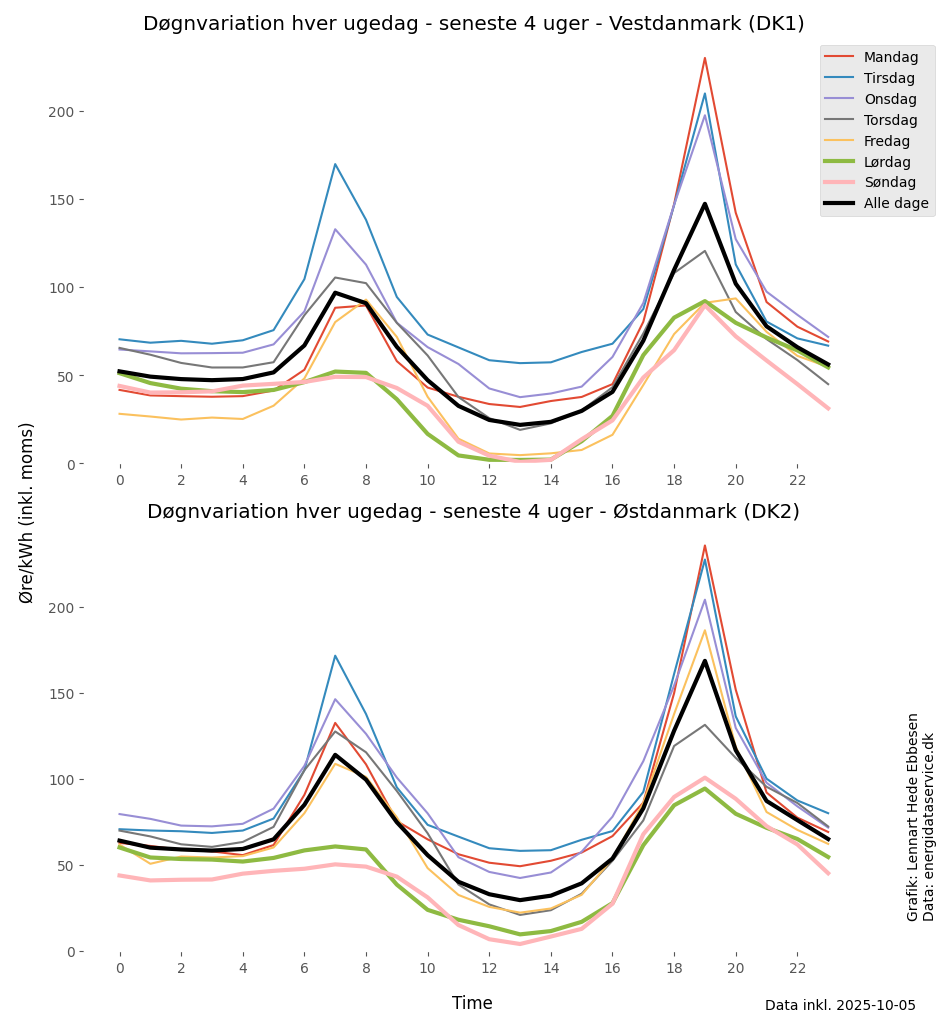 Døgnvariation hver ugedag - seneste 4 uger - Vestdanmark (DK1)
Mandag
Tirsdag
Onsdag
Torsdag
Fredag
Lørdag
Søndag
Alle dage
200
150
100
50
0
0 2 4 6 8 10 12 14 16 18 20 22
Døgnvariation hver ugedag - seneste 4 uger - Østdanmark (DK2)
200
150
100
50
0
0 2 4 6 8 10 12 14 16 18 20 22
Øre/kWh (inkl. moms)
Time
Grafik: Lennart Hede Ebbesen
Data: energidataservice.dk
Data inkl. 2025-10-05